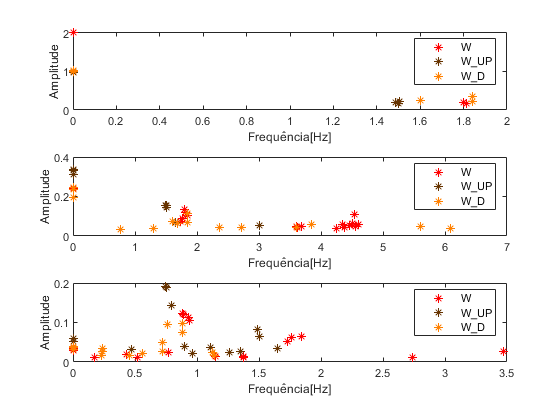 2
1
0
Amplitude
W
W_UP
W_D
0 0.2 0.4 0.6 0.8 1 1.2 1.4 1.6 1.8 2
Frequência[Hz]
0.4
0.2
0
Amplitude
W
W_UP
W_D
0 1 2 3 4 5 6 7
Frequência[Hz]
0.2
0.1
0
Amplitude
W
W_UP
W_D
0 0.5 1 1.5 2 2.5 3 3.5
Frequência[Hz]